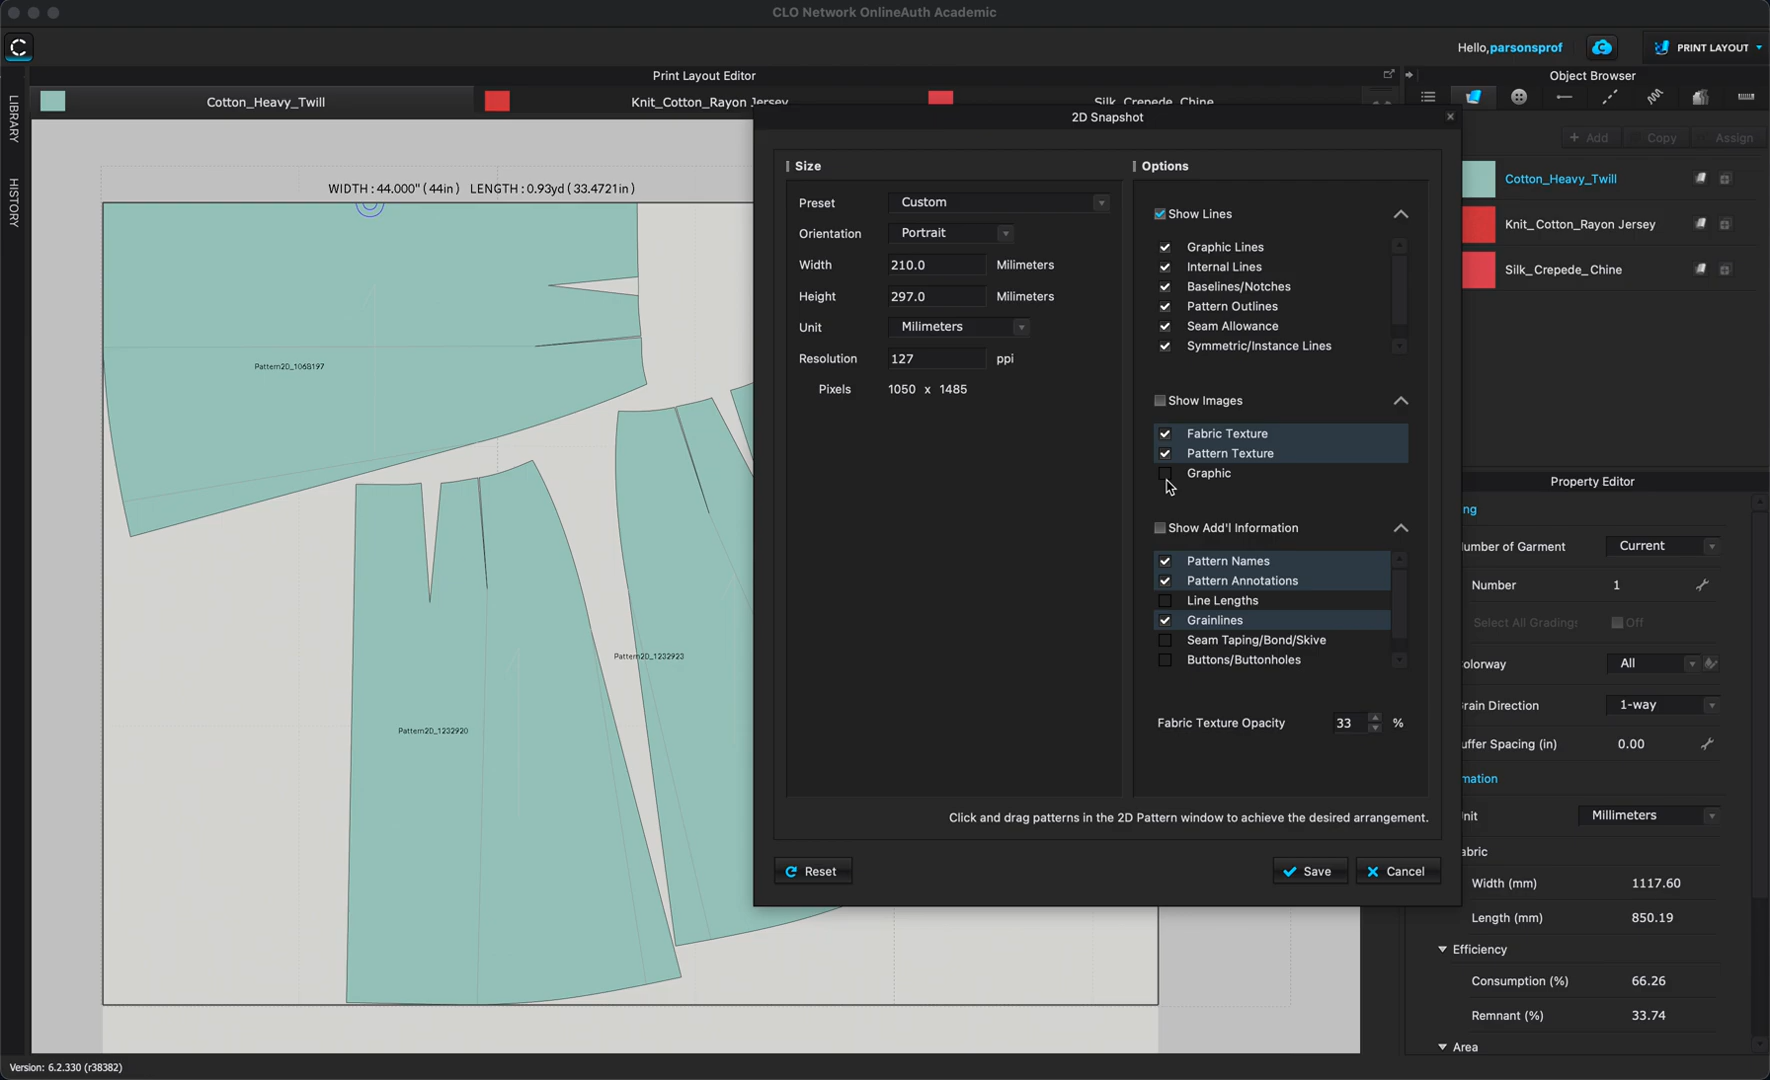 CLO Network OnlineAuth Academic
Hello,parsonsprof
PRINT LAYOUT
Print Layout Editor
Object Browser
LIBRARY
HISTORY
Cotton_Heavy_Twill
Knit_Cotton_Rayon Jersey
Silk_Crepede_Chine
+ Add
Copy
Assign
Cotton_Heavy_Twill
Knit_Cotton_Rayon Jersey
Silk_Crepede_Chine
WIDTH : 44.000" (44in) LENGTH : 0.93yd (33.4721in)
Pattern2D_1068197
Pattern2D_1232923
Pattern2D_1232920
2D Snapshot
Size
Preset Custom
Orientation Portrait
Width 210.0 Milimeters
Height 297.0 Milimeters
Unit Milimeters
Resolution 127 ppi
Pixels 1050 x 1485
Options
Show Lines
Graphic Lines
Internal Lines
Baselines/Notches
Pattern Outlines
Seam Allowance
Symmetric/Instance Lines
Show Images
Fabric Texture
Pattern Texture
Graphic
Show Add'l Information
Pattern Names
Pattern Annotations
Line Lengths
Grainlines
Seam Taping/Bond/Skive
Buttons/Buttonholes
Fabric Texture Opacity 33 %
Click and drag patterns in the 2D Pattern window to achieve the desired arrangement.
Reset
Save
Cancel
Property Editor
ng
umber of Garment Current
Number 1
Select All Gradings Off
olorway All
rain Direction 1-way
uffer Spacing (in) 0.00
mation
nit Millimeters
abric
Width (mm) 1117.60
Length (mm) 850.19
Efficiency
Consumption (%) 66.26
Remnant (%) 33.74
Area
Version: 6.2.330 (r38382)